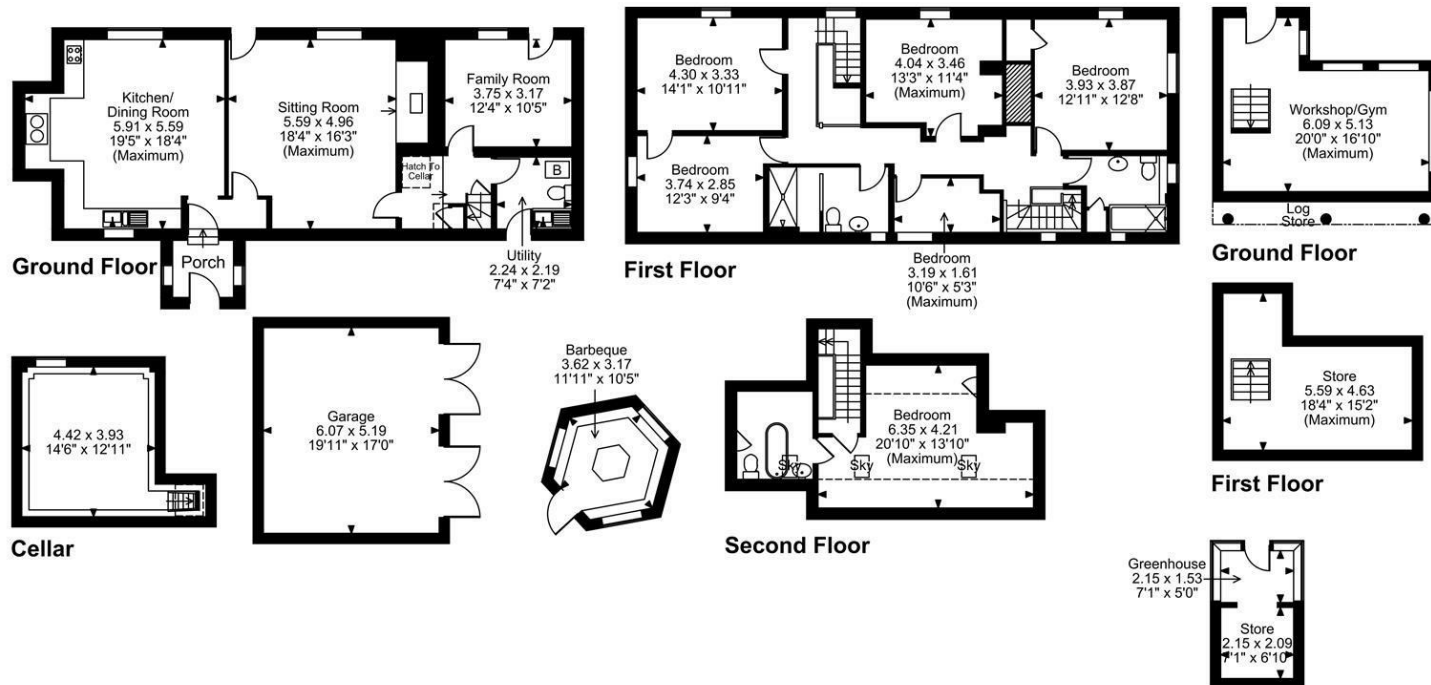 Kitchen/
Dining Room
5.91 x 5.59
19'5" x 18'4"
(Maximum)
Sitting Room
5.59 x 4.96
18'4" x 16'3"
(Maximum)
Family Room
3.75 x 3.17
12'4" x 10'5"
Hatch To
Cellar
B
Utility
2.24 x 2.19
7'4" x 7'2"
Porch
Ground Floor
Bedroom
4.30 x 3.33
14'1" x 10'11"
Bedroom
4.04 x 3.46
13'3" x 11'4"
(Maximum)
Bedroom
3.93 x 3.87
12'11" x 12'8"
Bedroom
3.74 x 2.85
12'3" x 9'4"
Bedroom
3.19 x 1.61
10'6" x 5'3"
(Maximum)
First Floor
Workshop/Gym
6.09 x 5.13
20'0" x 16'10"
(Maximum)
Log
Store
Ground Floor
4.42 x 3.93
14'6" x 12'11"
Cellar
Garage
6.07 x 5.19
19'11" x 17'0"
Barbeque
3.62 x 3.17
11'11" x 10'5"
Bedroom
6.35 x 4.21
20'10" x 13'10"
(Maximum)
Sky
Sky
Sky
Second Floor
Store
5.59 x 4.63
18'4" x 15'2"
(Maximum)
First Floor
Greenhouse
2.15 x 1.53
7'1" x 5'0"
Store
2.15 x 2.09
7'1" x 6'10"